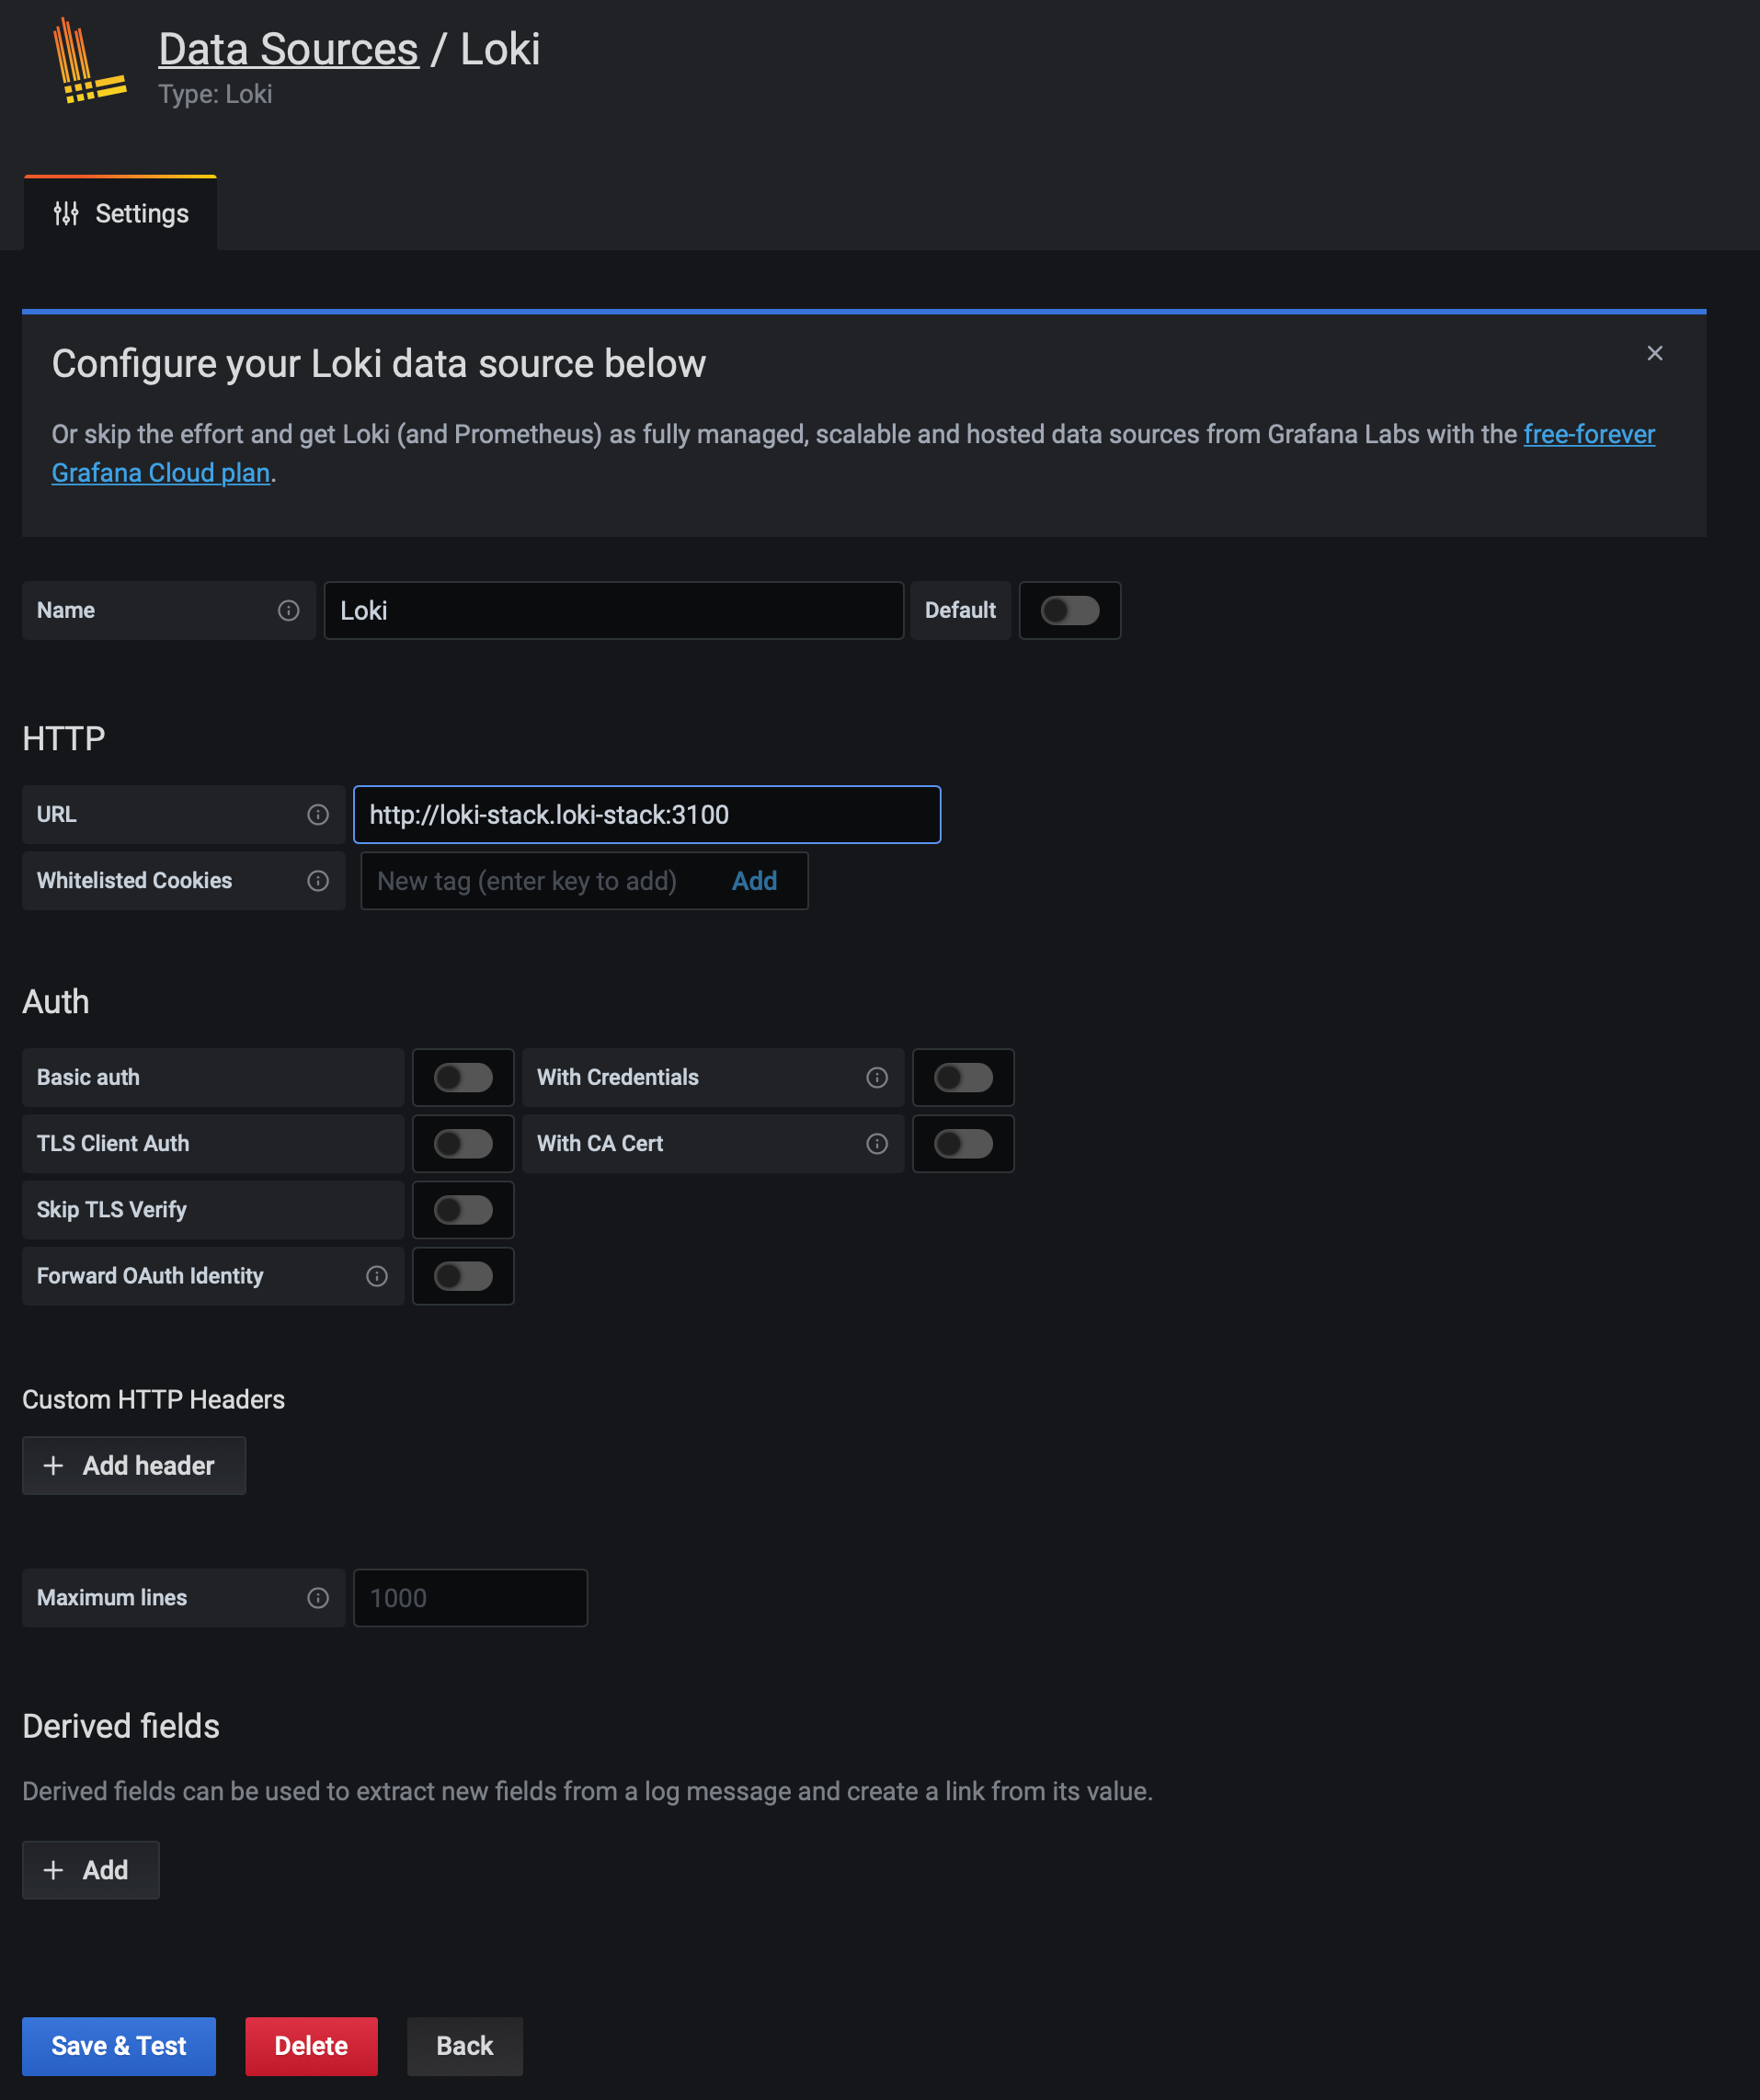 Data Sources / Loki
Type: Loki
Settings
Configure your Loki data source below
Or skip the effort and get Loki (and Prometheus) as fully managed, scalable and hosted data sources from Grafana Labs with the free-forever
Grafana Cloud plan.
Name
Loki
Default
HTTP
URL
http://loki-stack.loki-stack:3100
Whitelisted Cookies
New tag (enter key to add)
Add
Auth
Basic auth
With Credentials
TLS Client Auth
With CA Cert
Skip TLS Verify
Forward OAuth Identity
Custom HTTP Headers
+ Add header
Maximum lines
1000
Derived fields
Derived fields can be used to extract new fields from a log message and create a link from its value.
+ Add
Save & Test
Delete
Back